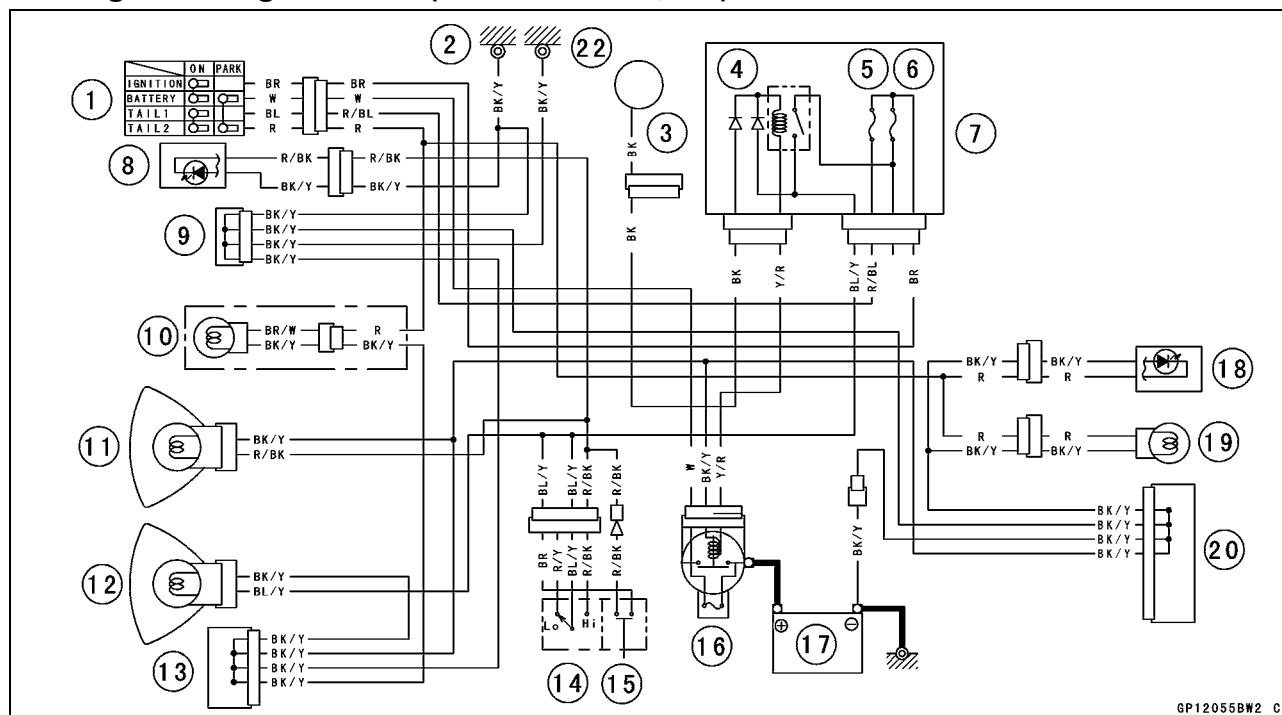 2
22
4
5
6
7
3
1
ON PARK
IGNITION
BATTERY
TAIL1
TAIL2
BR BR
W W
BL R/BL
R R
BK/Y
BK/Y
BK
BK
8
R/BK R/BK
BK/Y BK/Y
9
BK/Y
BK/Y
BK/Y
BK/Y
BK
Y/R
BL/Y
R/BL
BR
10
BR/W R
BK/Y BK/Y
BK/Y BK/Y
R R
18
11
BK/Y
R/BK
R R
BK/Y BK/Y
19
BL/Y
BL/Y
R/BK
R/BK
W
BK/Y
Y/R
BK/Y
BR
R/Y
BL/Y
R/BK
R/BK
12
BK/Y
BL/Y
BK/Y
BK/Y
BK/Y
BK/Y
20
13
BK/Y
BK/Y
BK/Y
BK/Y
Lo
Hi
14
15
16
17
GP12055BW2 C